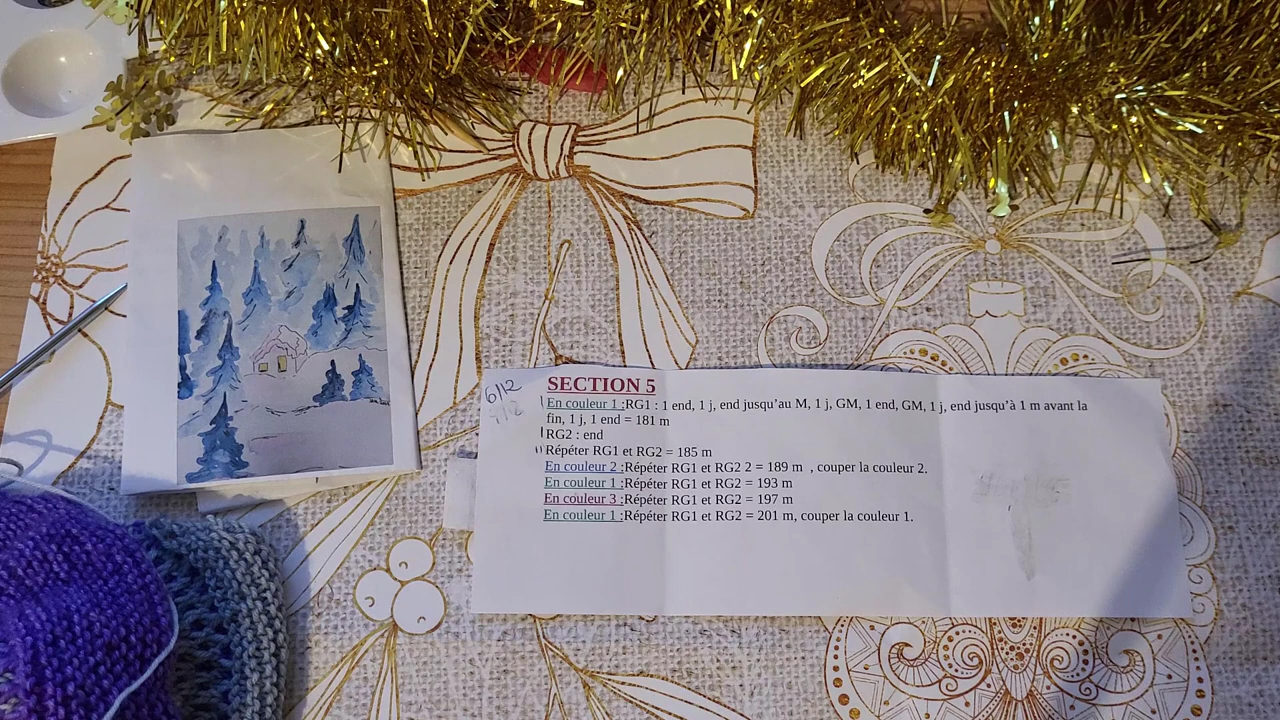 6/12
7/12
SECTION 5
En couleur 1 :RG1 : 1 end, 1 j, end jusqu'au M, 1 j, GM, 1 end, GM, 1 j, end jusqu'à 1 m avant la
fin, 1 j, 1 end = 181 m
RG2 : end
Répéter RG1 et RG2 = 185 m
En couleur 2 :Répéter RG1 et RG2 2 = 189 m , couper la couleur 2.
En couleur 1 :Répéter RG1 et RG2 = 193 m
En couleur 3 :Répéter RG1 et RG2 = 197 m
En couleur 1 :Répéter RG1 et RG2 = 201 m, couper la couleur 1.